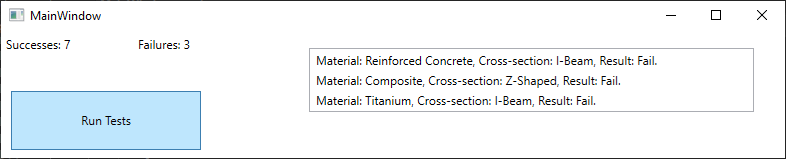 MainWindow
Successes: 7
Failures: 3
Material: Reinforced Concrete, Cross-section: I-Beam, Result: Fail.
Material: Composite, Cross-section: Z-Shaped, Result: Fail.
Material: Titanium, Cross-section: I-Beam, Result: Fail.
Run Tests